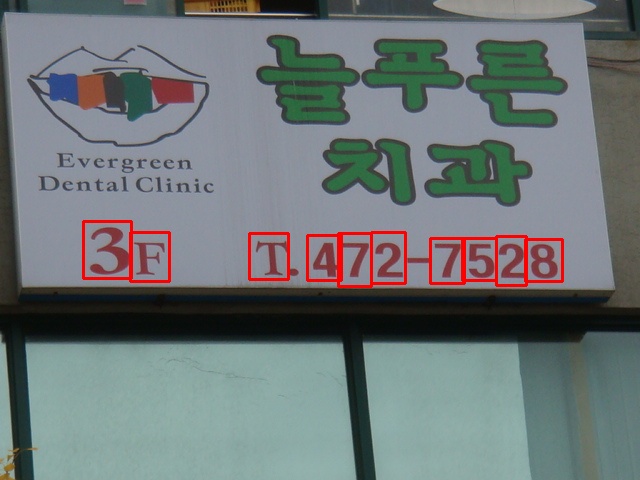 늘푸른
치과
Evergreen
Dental Clinic
3F T. 472-7528